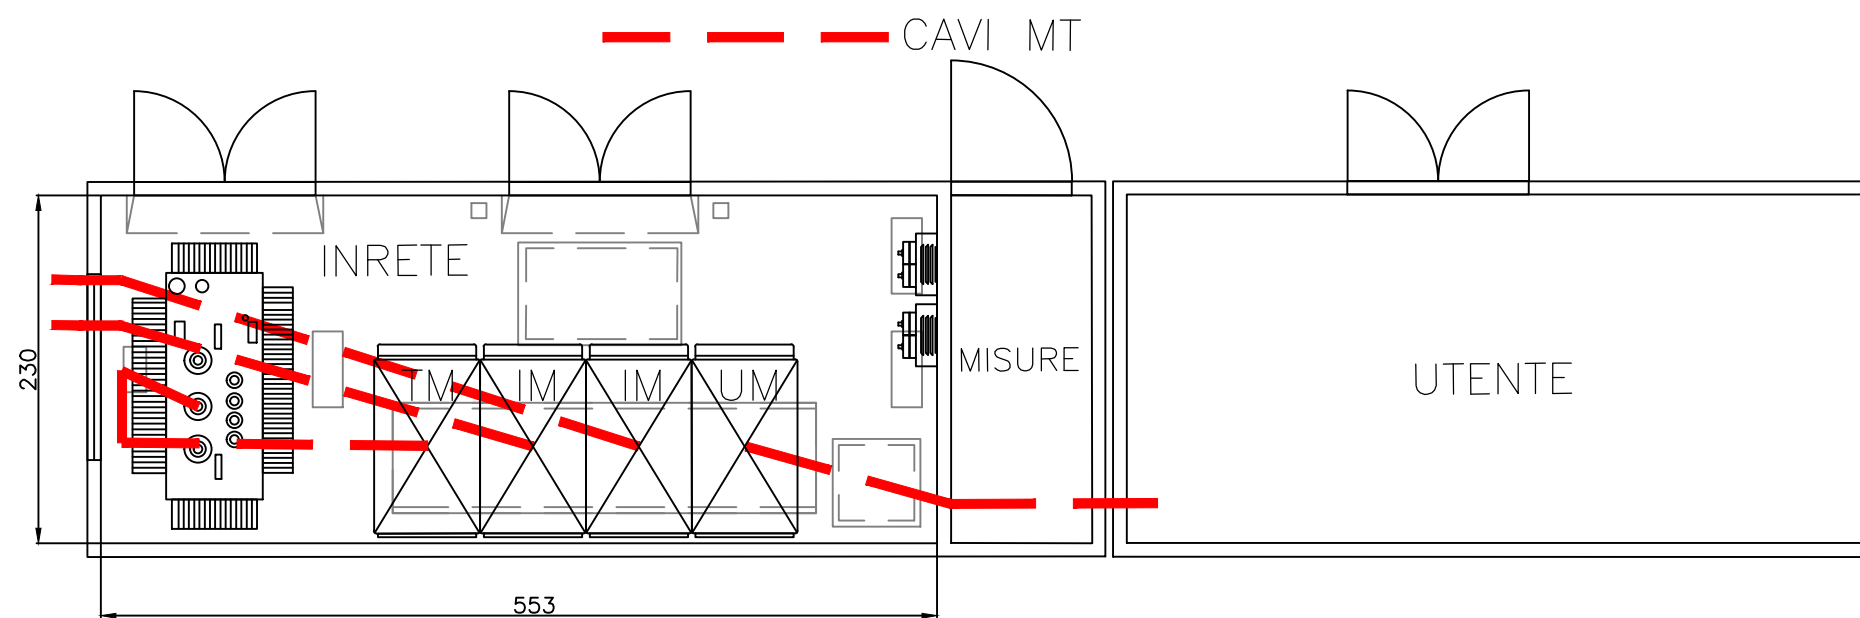 CAVI MT
INRETE
MISURE
UTENTE
TM IM IM UM
230
553